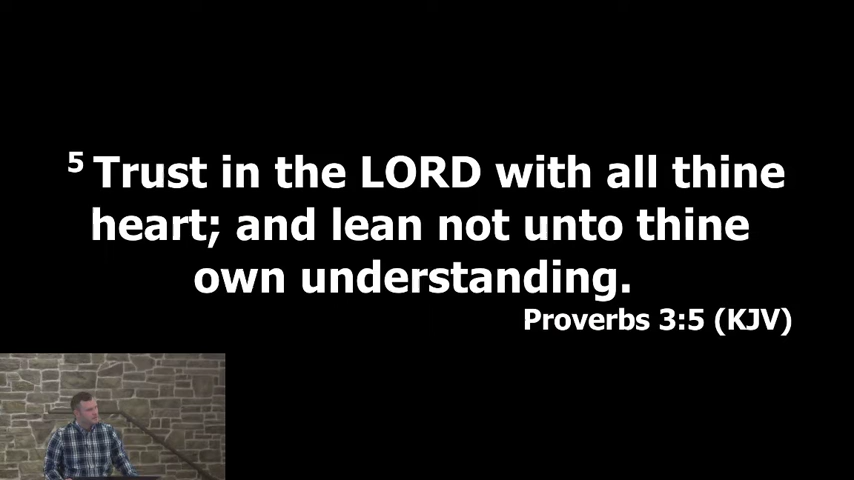 5 Trust in the LORD with all thine
heart; and lean not unto thine
own understanding.
Proverbs 3:5 (KJV)